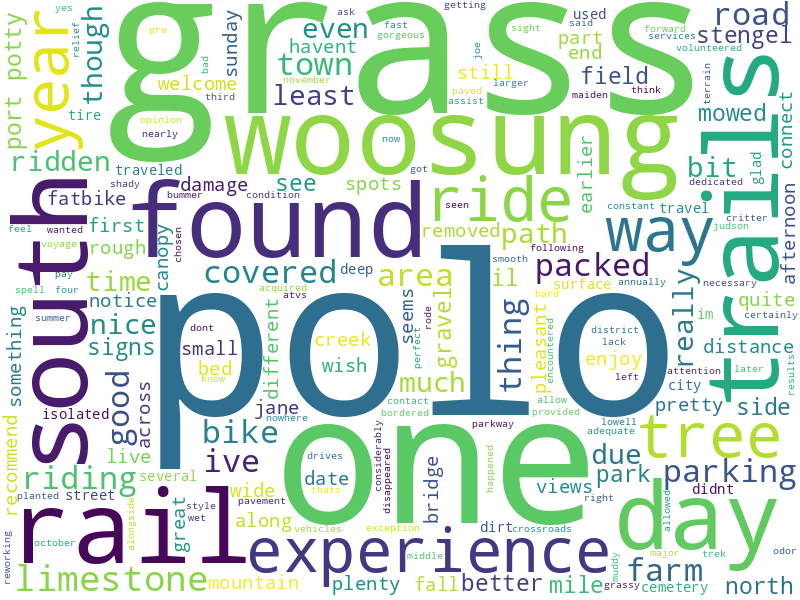 yes
ask
fast
getting
grass
sight
joe
said
forward
road
stengel
used
gorgeous
services
pre
even
havent
part
end
volunteered
port potty
year
relief
though
sunday
bad
town
least
welcome
still
larger
field
terrain
mowed
connect
trails
november
paved
assist
maiden
think
tire
third
opinion
nearly
woosung
now
bit
glad
dedicated
ridden
traveled
damage
see
spots
got
earlier
shady
bummer
condition
fatbike
found
ride
way
travel
critter
constant
judson
seen
feel
wanted
voyage
south
first
rough
canopy
chosen
removed
path
following
afternoon
covered
deep
area
il
packed
smooth
pay
spell
four
time
acquired
atvs
seems
gravel
surface
annually
necessary
really
im
quite
certainly
notice
something
nice
summer
signs
different
polo
dont
perfect
rode
creek
thing
hard
pleasant
encountered
district
lack
distance
small
bed
know
wish
enjoy
left
attention
city
later
results
much
pretty
good
across
jane
contact
bordered
allow
provided
side
isolated
nowhere
one
lowell
adequate
tree
recommend
live
bike
parkway
due
riding
several
ive
drives
date
considerably
disappeared
bridge
happened
views
park
parking
right
didnt
planted
street
style
wet
great
wide
thats
pavement
along
vehicles
exception
dirt
crossroads
day
allowed
rail
october
alongside
experience
middle
major
trek
odor
reworking
limestone
mountain
plenty
fall
better
mile
muddy
grassy
farm
cemetery
north